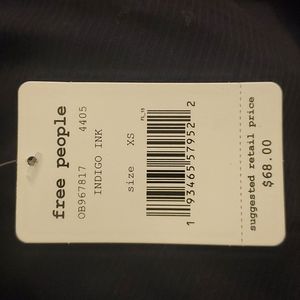 free people
OB967817 4405
INDIGO INK
size XS
1 93465 57952 2
suggested retail price
$68.00